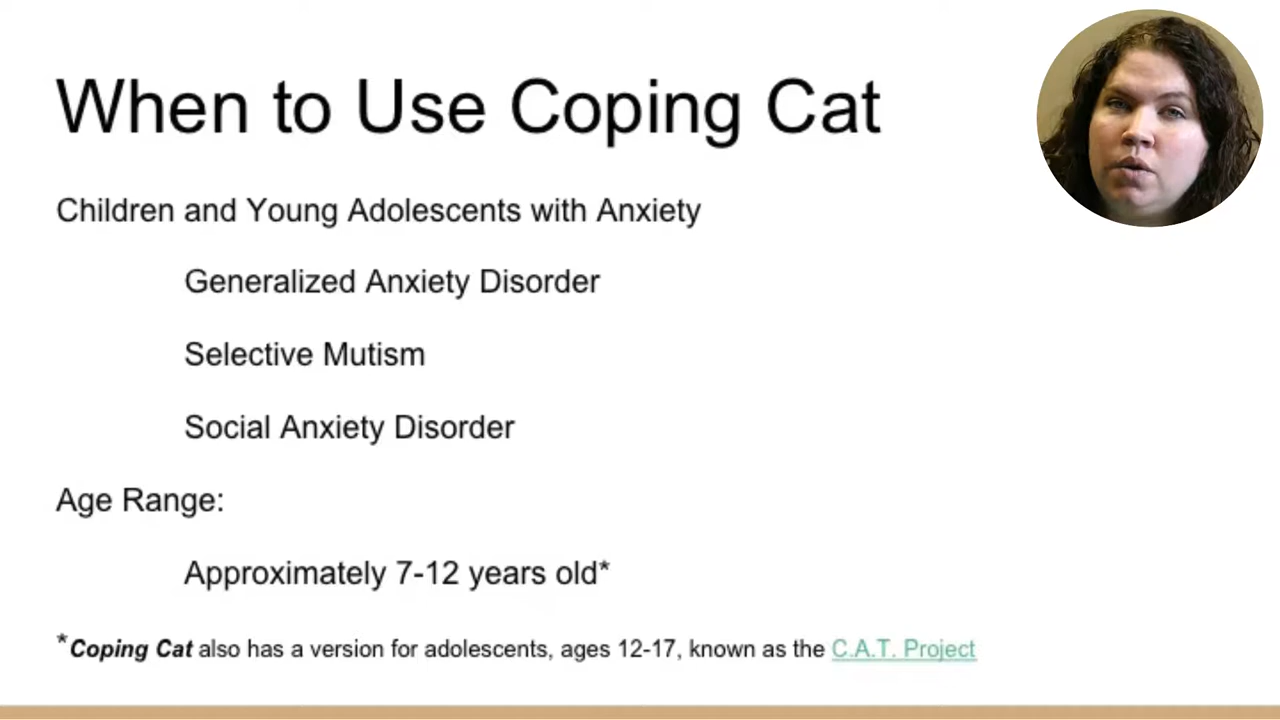 When to Use Coping Cat
Children and Young Adolescents with Anxiety
Generalized Anxiety Disorder
Selective Mutism
Social Anxiety Disorder
Age Range:
Approximately 7-12 years old*
*Coping Cat also has a version for adolescents, ages 12-17, known as the C.A.T. Project